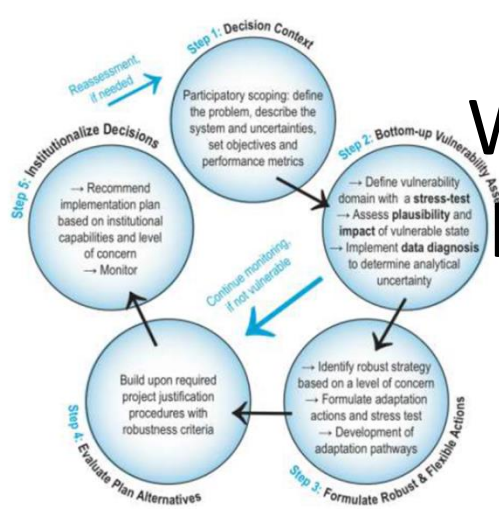 Step 1: Decision Context
Participatory scoping: define
the problem, describe the
system and uncertainties,
set objectives and
performance metrics
Reassessment,
if needed
Step 2: Bottom-up Vulnerability
→ Define vulnerability
domain with a stress-test
→ Assess plausibility and
impact of vulnerable state
→ Implement data diagnosis
to determine analytical
uncertainty
Continue monitoring,
if not vulnerable
Step 3: Formulate Robust & Flexible Actions
→ Identify robust strategy
based on a level of concern
→ Formulate adaptation
actions and stress test
→ Development of
adaptation pathways
Step 4: Evaluate Plan Alternatives
Build upon required
project justification
procedures with
robustness criteria
Step 5: Institutionalize Decisions
→ Recommend
implementation plan
based on institutional
capabilities and level
of concern
→ Monitor